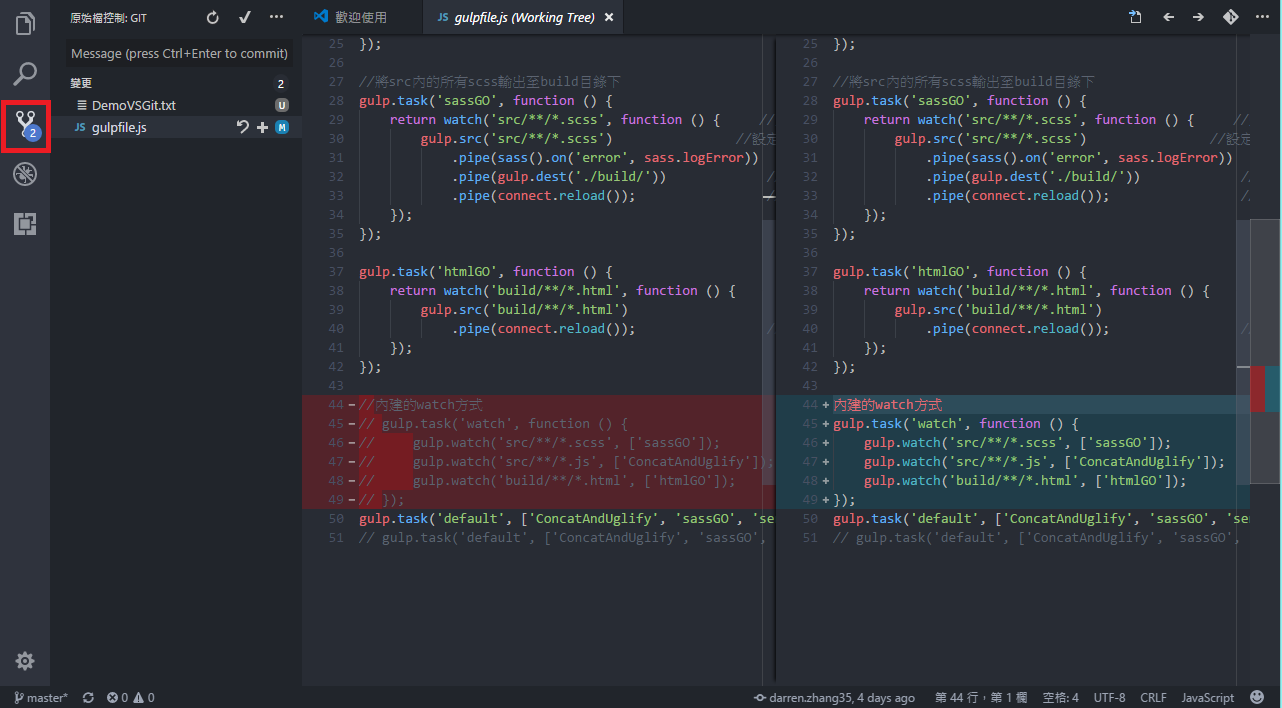 原始檔控制: GIT
Message (press Ctrl+Enter to commit)
變更 2
DemoVSGit.txt U
JS gulpfile.js M
2
歡迎使用
JS gulpfile.js (Working Tree)
25 });
26
27 //將src內的所有scss輸出至build目錄下
28 gulp.task('sassGO', function () {
29 return watch('src/**/*.scss', function () { //
30 gulp.src('src/**/*.scss') //設定
31 .pipe(sass().on('error', sass.logError))
32 .pipe(gulp.dest('./build/')) /
33 .pipe(connect.reload()); /
34 });
35 });
36
37 gulp.task('htmlGO', function () {
38 return watch('build/**/*.html', function () {
39 gulp.src('build/**/*.html')
40 .pipe(connect.reload()); /
41 });
42 });
43
44 - //內建的watch方式
45 - // gulp.task('watch', function () {
46 - // gulp.watch('src/**/*.scss', ['sassGO']);
47 - // gulp.watch('src/**/*.js', ['ConcatAndUglify']);
48 - // gulp.watch('build/**/*.html', ['htmlGO']);
49 - // });
50 gulp.task('default', ['ConcatAndUglify', 'sassGO', 'se
51 // gulp.task('default', ['ConcatAndUglify', 'sassGO',
25 });
26
27 //將src內的所有scss輸出至build目錄下
28 gulp.task('sassGO', function () {
29 return watch('src/**/*.scss', function () { //
30 gulp.src('src/**/*.scss') //設定
31 .pipe(sass().on('error', sass.logError))
32 .pipe(gulp.dest('./build/')) /
33 .pipe(connect.reload()); /
34 });
35 });
36
37 gulp.task('htmlGO', function () {
38 return watch('build/**/*.html', function () {
39 gulp.src('build/**/*.html')
40 .pipe(connect.reload()); /
41 });
42 });
43
44 + 內建的watch方式
45 + gulp.task('watch', function () {
46 + gulp.watch('src/**/*.scss', ['sassGO']);
47 + gulp.watch('src/**/*.js', ['ConcatAndUglify']);
48 + gulp.watch('build/**/*.html', ['htmlGO']);
49 + });
50 gulp.task('default', ['ConcatAndUglify', 'sassGO', 'se
51 // gulp.task('default', ['ConcatAndUglify', 'sassGO',
master* 0 0 darren.zhang35, 4 days ago 第 44 行，第 1 欄 空格: 4 UTF-8 CRLF JavaScript